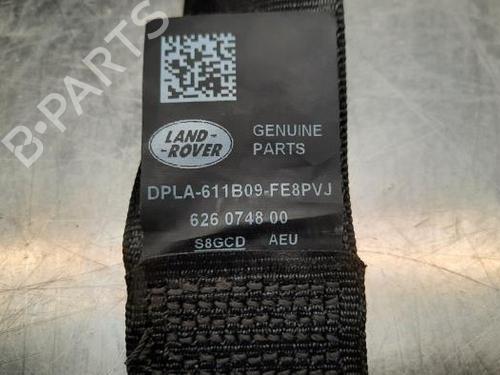 B-PARTS
LAND-
ROVER
GENUINE
PARTS
DPLA-611B09-FE8PVJ
626 0748 00
S8GCD AEU